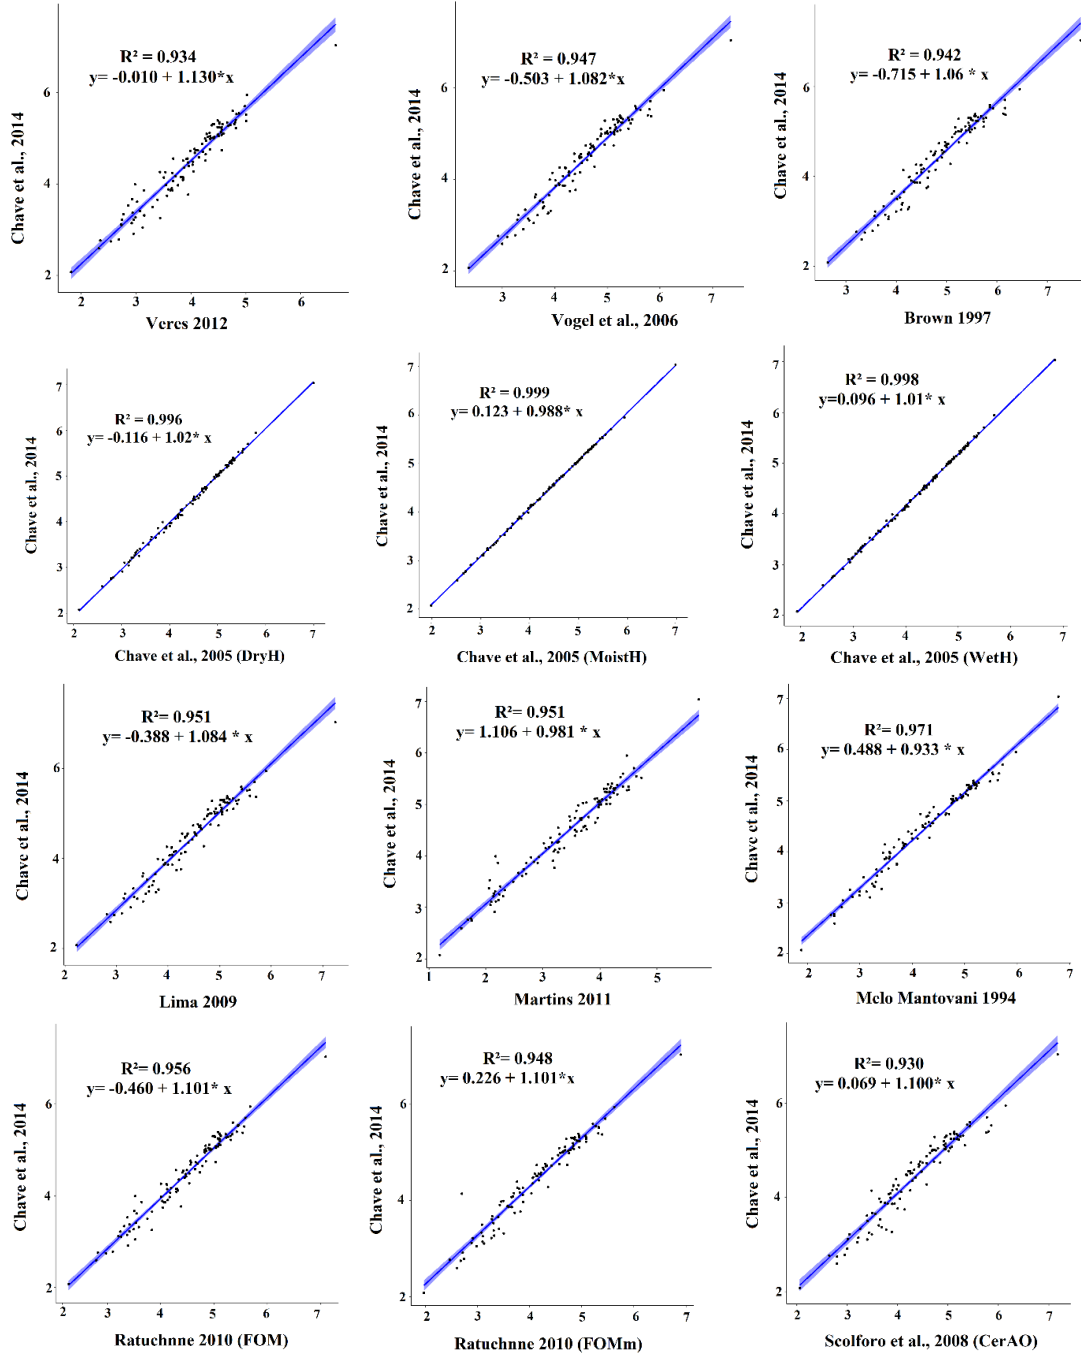 R² = 0.934
y= -0.010 + 1.130*x
Chave et al., 2014
6
4
2
2
3
4
5
6
Veres 2012
R² = 0.947
y= -0.503 + 1.082*x
Chave et al., 2014
6
4
2
3
4
5
6
7
Vogel et al., 2006
R² = 0.942
y= -0.715 + 1.06 * x
Chave et al., 2014
6
4
2
3
4
5
6
7
Brown 1997
R² = 0.996
y= -0.116 + 1.02* x
Chave et al., 2014
7
6
5
4
3
2
2
3
4
5
6
7
Chave et al., 2005 (DryH)
R² = 0.999
y= 0.123 + 0.988* x
Chave et al., 2014
7
6
5
4
3
2
2
3
4
5
6
7
Chave et al., 2005 (MoistH)
R² = 0.998
y=0.096 + 1.01* x
Chave et al., 2014
7
6
5
4
3
2
2
3
4
5
6
7
Chave et al., 2005 (WetH)
R²= 0.951
y= -0.388 + 1.084 * x
Chave et al., 2014
6
4
2
2
3
4
5
6
7
Lima 2009
R²= 0.951
y= 1.106 + 0.981 * x
Chave et al., 2014
7
6
5
4
3
2
1
2
3
4
5
Martins 2011
R²= 0.971
y= 0.488 + 0.933 * x
Chave et al., 2014
7
6
5
4
3
2
2
3
4
5
6
7
Melo Mantovani 1994
R²= 0.956
y= -0.460 + 1.101* x
Chave et al., 2014
6
4
2
2
3
4
5
6
7
Ratuchnne 2010 (FOM)
R²= 0.948
y= 0.226 + 1.101*x
Chave et al., 2014
6
4
2
2
3
4
5
6
7
Ratuchnne 2010 (FOMm)
R²= 0.930
y= 0.069 + 1.100* x
Chave et al., 2014
6
4
2
2
3
4
5
6
7
Scolforo et al., 2008 (CerAO)